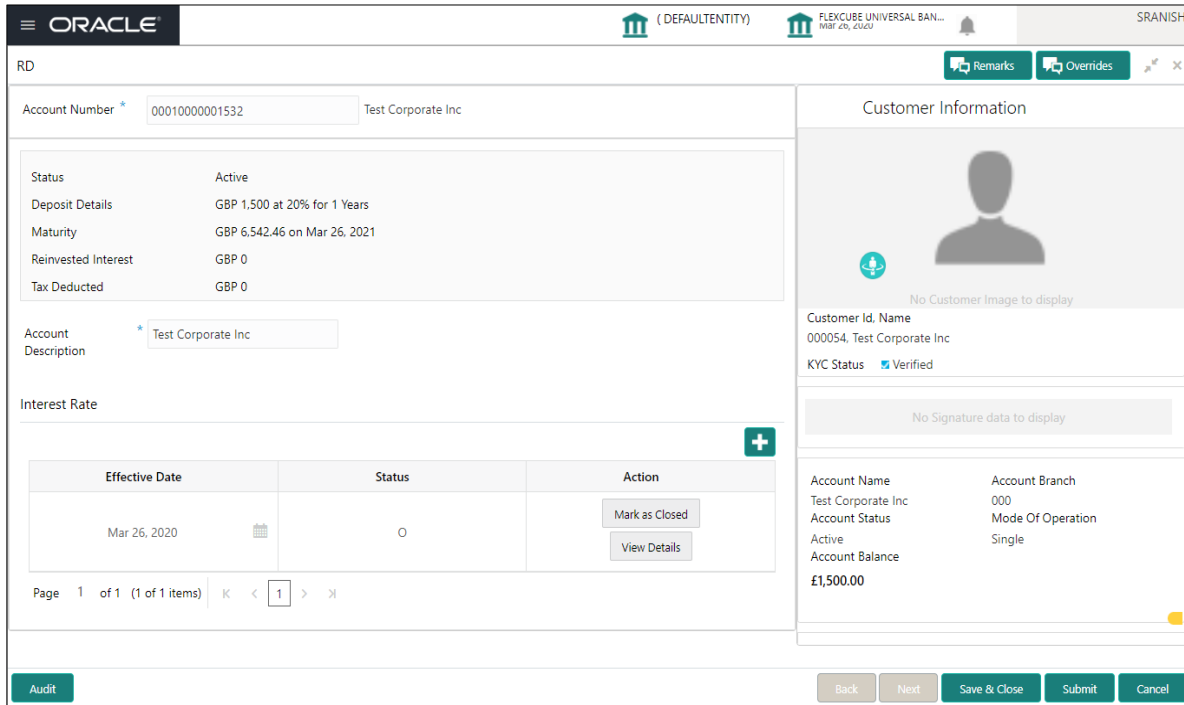 ORACLE®
( DEFAULTENTITY)
FLEXCUBE UNIVERSAL BAN...
Mar 26, 2020
SRANISH
RD
Remarks
Overrides
Account Number *
00010000001532
Test Corporate Inc
Status Active
Deposit Details GBP 1,500 at 20% for 1 Years
Maturity GBP 6,542.46 on Mar 26, 2021
Reinvested Interest GBP 0
Tax Deducted GBP 0
Account Description *
Test Corporate Inc
Interest Rate
Effective Date Status Action
Mar 26, 2020 O
Mark as Closed
View Details
Page 1 of 1 (1 of 1 items) K < 1 > >|
Customer Information
No Customer Image to display
Customer Id, Name
000054, Test Corporate Inc
KYC Status Verified
No Signature data to display
Account Name Account Branch
Test Corporate Inc 000
Account Status Mode Of Operation
Active Single
Account Balance
£1,500.00
Audit
Back
Next
Save & Close
Submit
Cancel